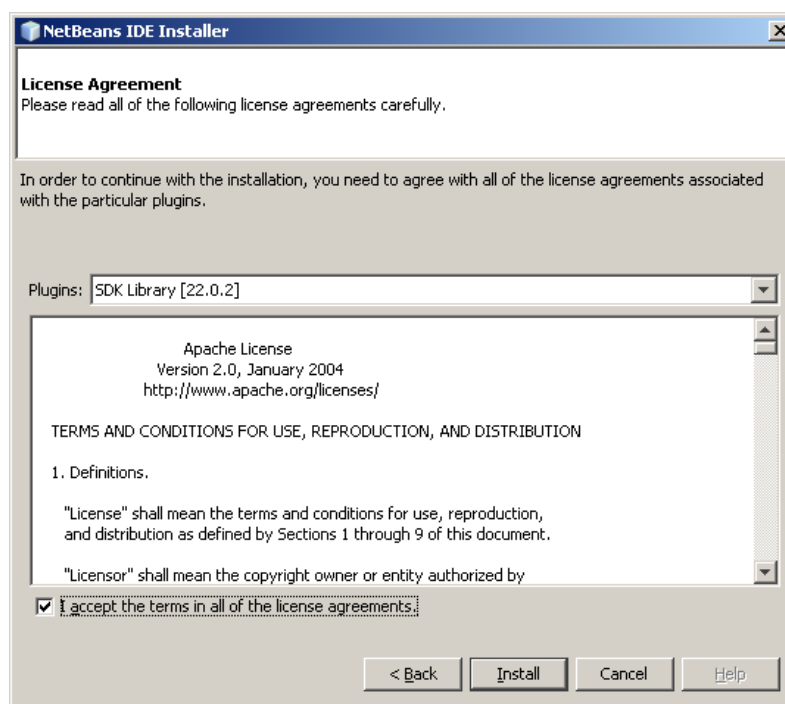 NetBeans IDE Installer
License Agreement
Please read all of the following license agreements carefully.
In order to continue with the installation, you need to agree with all of the license agreements associated
with the particular plugins.
Plugins: SDK Library [22.0.2]
Apache License
Version 2.0, January 2004
http://www.apache.org/licenses/
TERMS AND CONDITIONS FOR USE, REPRODUCTION, AND DISTRIBUTION
1. Definitions.
"License" shall mean the terms and conditions for use, reproduction,
and distribution as defined by Sections 1 through 9 of this document.
"Licensor" shall mean the copyright owner or entity authorized by
I accept the terms in all of the license agreements.
< Back Install Cancel Help